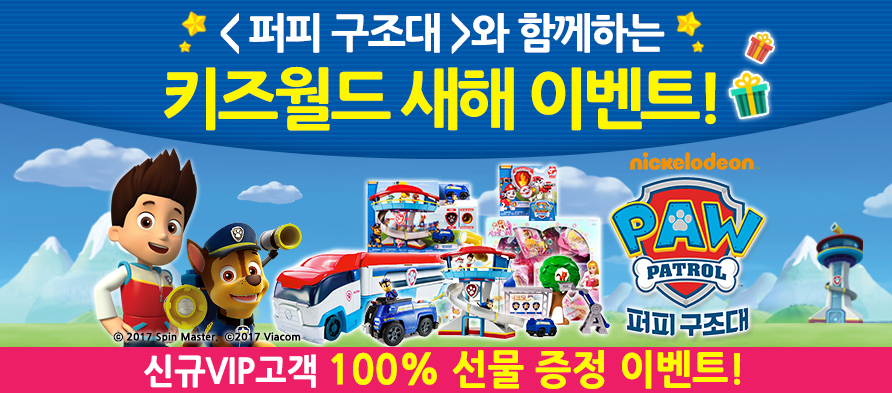 <퍼피 구조대>와 함께하는
키즈월드 새해 이벤트!
nickelodeon
PAW
PATROL
퍼피 구조대
© 2017 Spin Master. ©2017 Viacom
신규VIP고객 100% 선물 증정 이벤트!